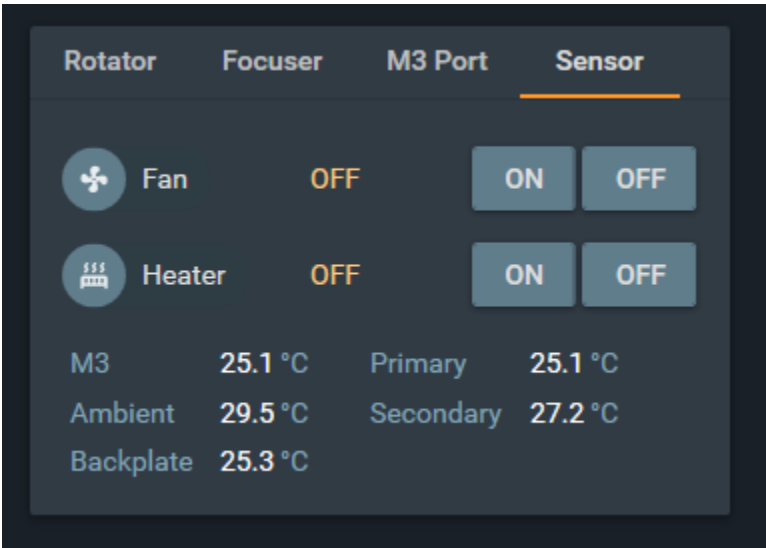 Rotator Focuser M3 Port Sensor
Fan OFF ON OFF
Heater OFF ON OFF
M3 25.1 °C Primary 25.1 °C
Ambient 29.5 °C Secondary 27.2 °C
Backplate 25.3 °C